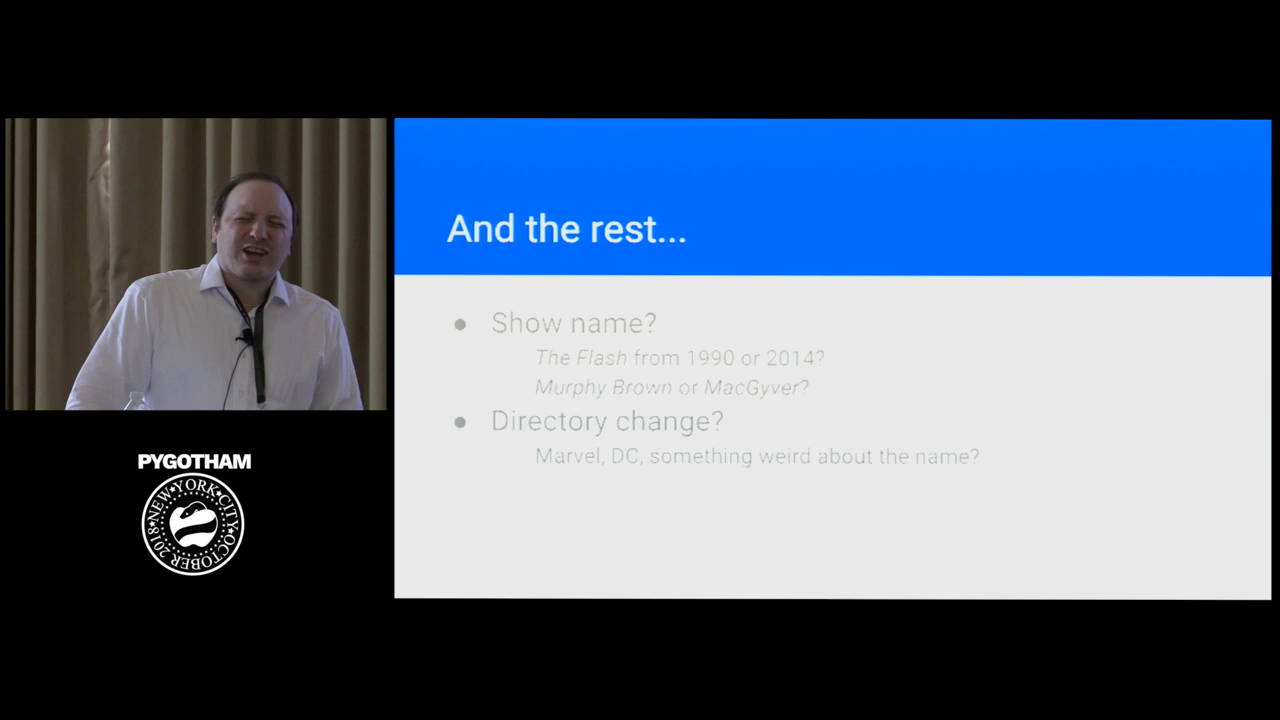 And the rest...
● Show name?
The Flash from 1990 or 2014?
Murphy Brown or MacGyver?
● Directory change?
Marvel, DC, something weird about the name?
PYGOTHAM
NEW★YORK★CITY
OCTOBER 2018